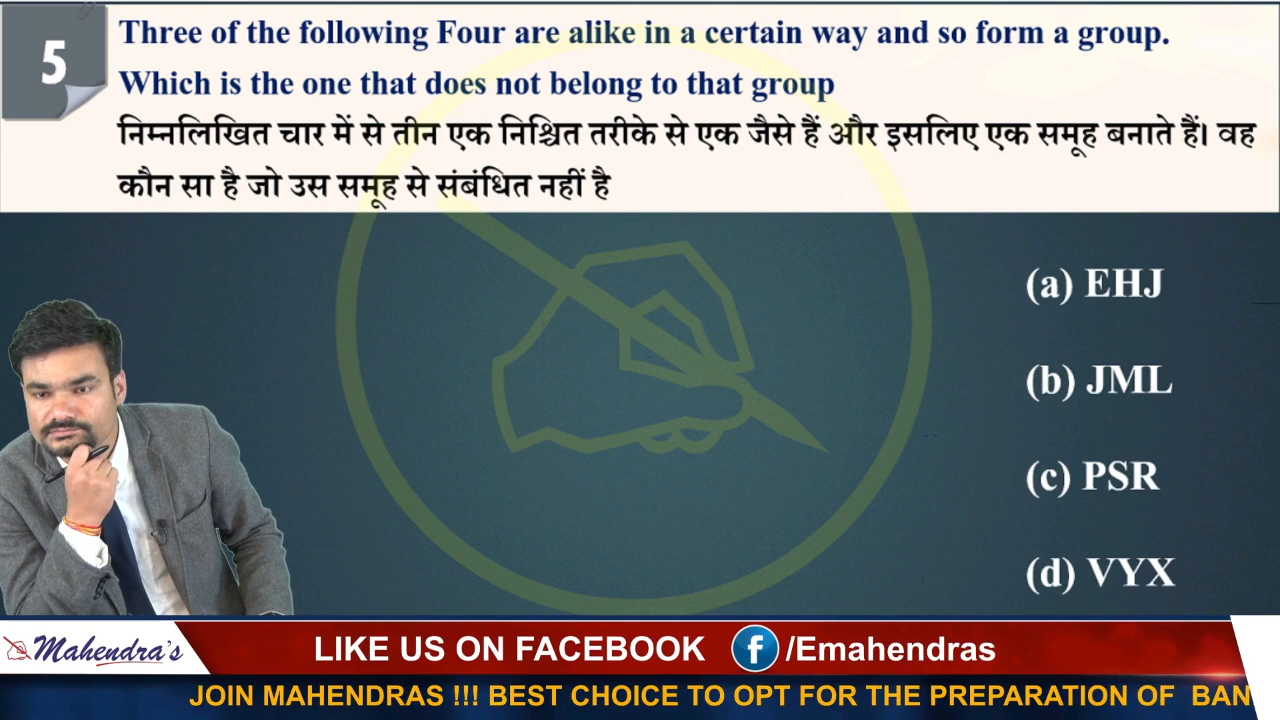 5
Three of the following Four are alike in a certain way and so form a group.
Which is the one that does not belong to that group
निम्नलिखित चार में से तीन एक निश्चित तरीके से एक जैसे हैं और इसलिए एक समूह बनाते हैं। वह
कौन सा है जो उस समूह से संबंधित नहीं है
(a) EHJ
(b) JML
(c) PSR
(d) VYX
Mahendra's
LIKE US ON FACEBOOK f /Emahendras
JOIN MAHENDRAS !!! BEST CHOICE TO OPT FOR THE PREPARATION OF BAN